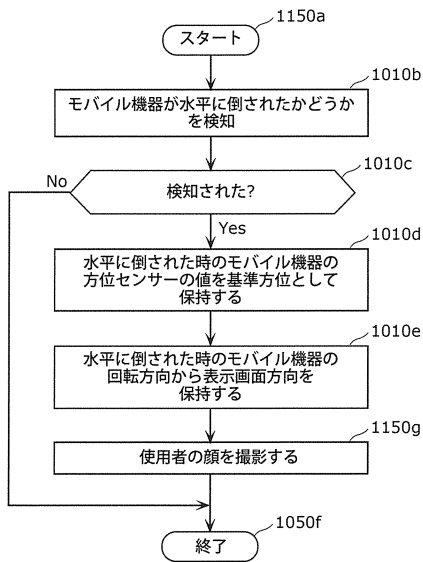 1150a
スタート
1010b
モバイル機器が水平に倒されたかどうか
を検知
1010c
No
検知された?
Yes
1010d
水平に倒された時のモバイル機器の
方位センサーの値を基準方位として
保持する
1010e
水平に倒された時のモバイル機器の
回転方向から表示画面方向を
保持する
1150g
使用者の顔を撮影する
1050f
終了